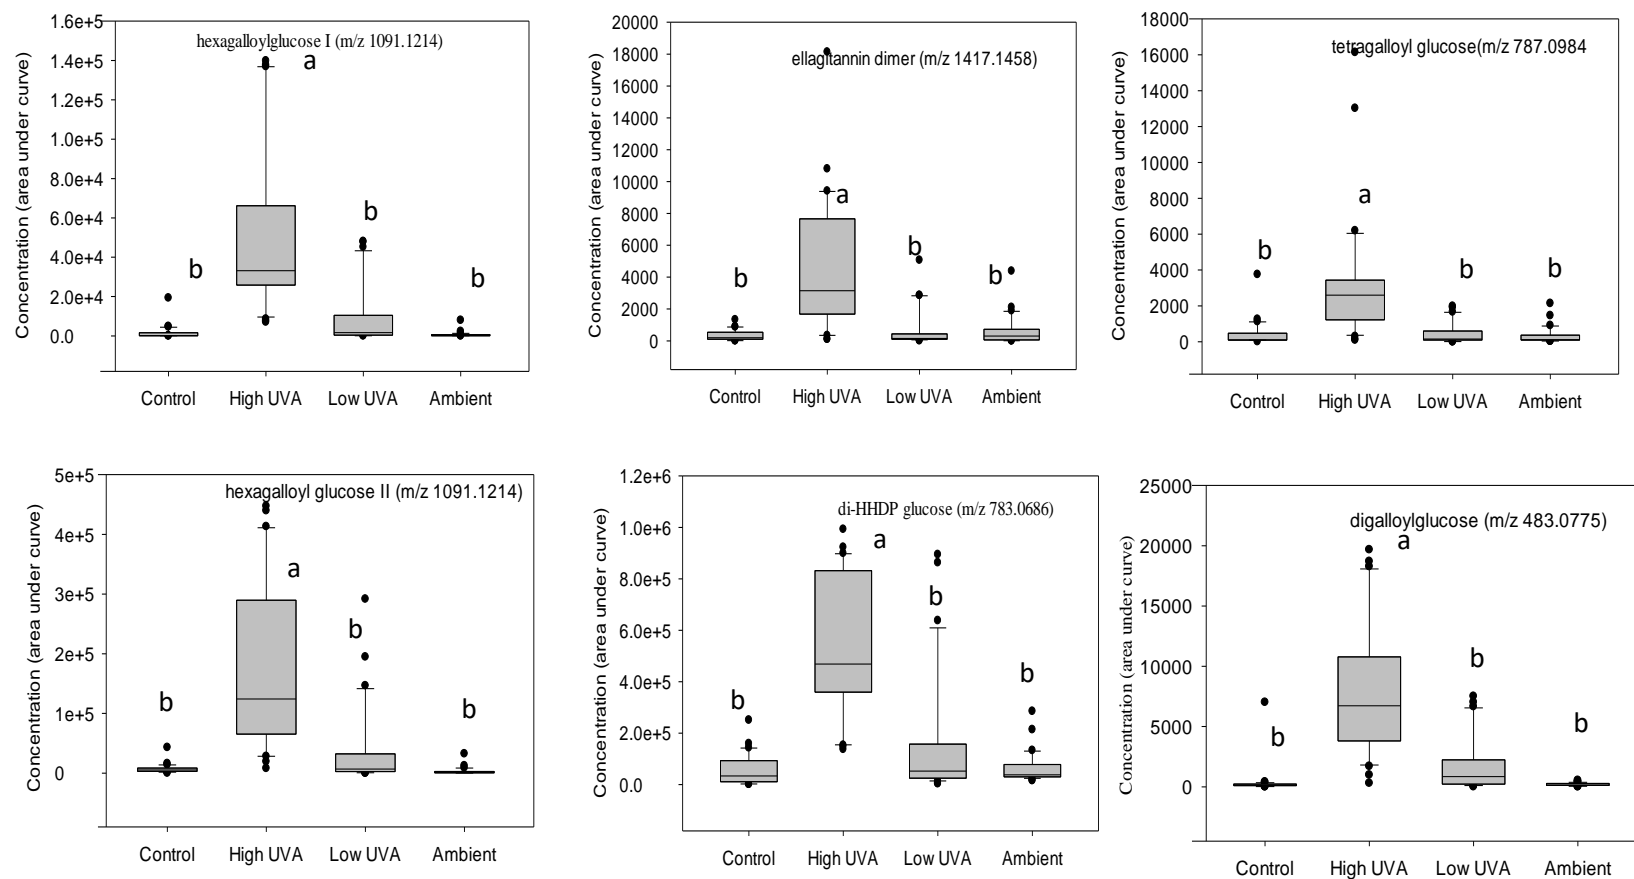 hexagalloylglucose I (m/z 1091.1214)
Concentration (area under curve)
1.6e+5
1.4e+5
1.2e+5
1.0e+5
8.0e+4
6.0e+4
4.0e+4
2.0e+4
0.0
b
a
b
b
Control High UVA Low UVA Ambient
ellagitannin dimer (m/z 1417.1458)
Concentration (area under curve)
20000
18000
16000
14000
12000
10000
8000
6000
4000
2000
0
b
a
b
b
Control High UVA Low UVA Ambient
tetragalloyl glucose(m/z 787.0984
Concentration (area under curve)
18000
16000
14000
12000
10000
8000
6000
4000
2000
0
b
a
b
b
Control High UVA Low UVA Ambient
hexagalloyl glucose II (m/z 1091.1214)
Concentration (area under curve)
5e+5
4e+5
3e+5
2e+5
1e+5
0
b
a
b
b
Control High UVA Low UVA Ambient
di-HHDP glucose (m/z 783.0686)
Concentration (area under curve)
1.2e+6
1.0e+6
8.0e+5
6.0e+5
4.0e+5
2.0e+5
0.0
b
a
b
b
Control High UVA Low UVA Ambient
digalloylglucose (m/z 483.0775)
Concentration (area under curve)
25000
20000
15000
10000
5000
0
b
a
b
b
Control High UVA Low UVA Ambient